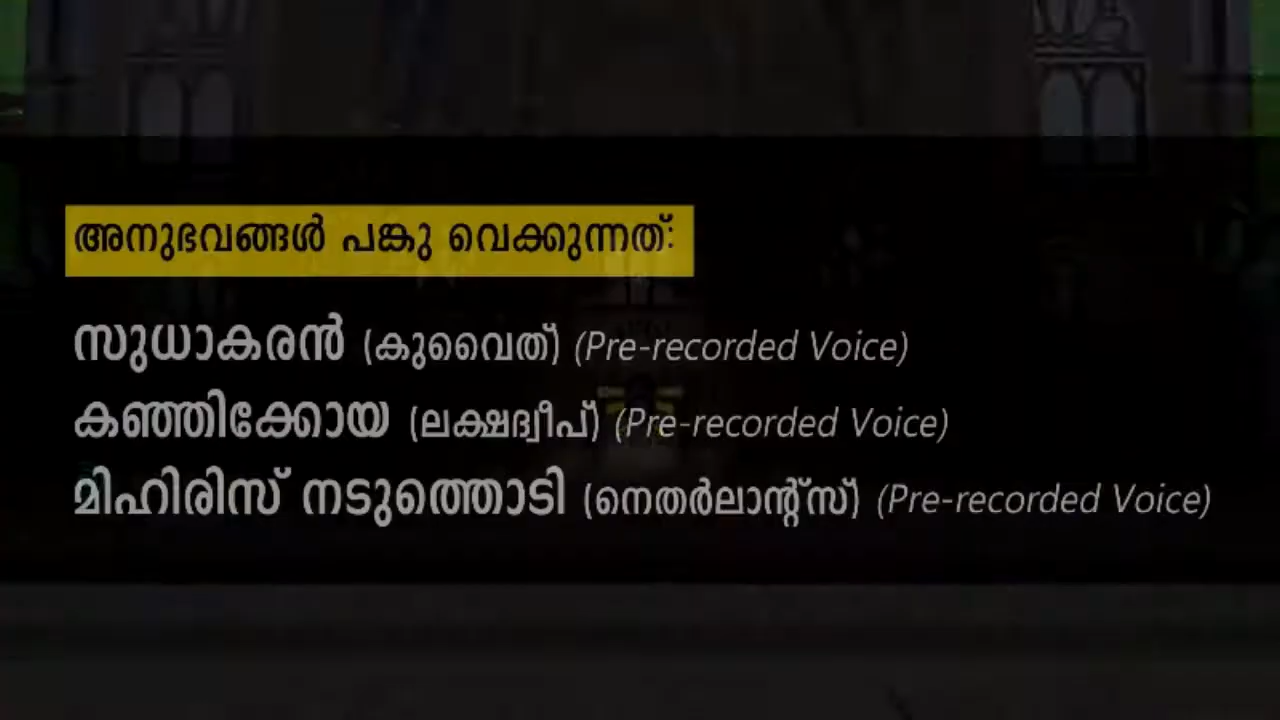 അനുഭവങ്ങൾ പങ്കു വെക്കുന്നത്:
സുധാകരൻ (കുവൈത്) (Pre-recorded Voice)
കഞ്ഞിക്കോയ (ലക്ഷദ്വീപ്) (Pre-recorded Voice)
മിഹിരിസ് നടുത്തൊടി (നെതർലാന്റ്സ്) (Pre-recorded Voice)